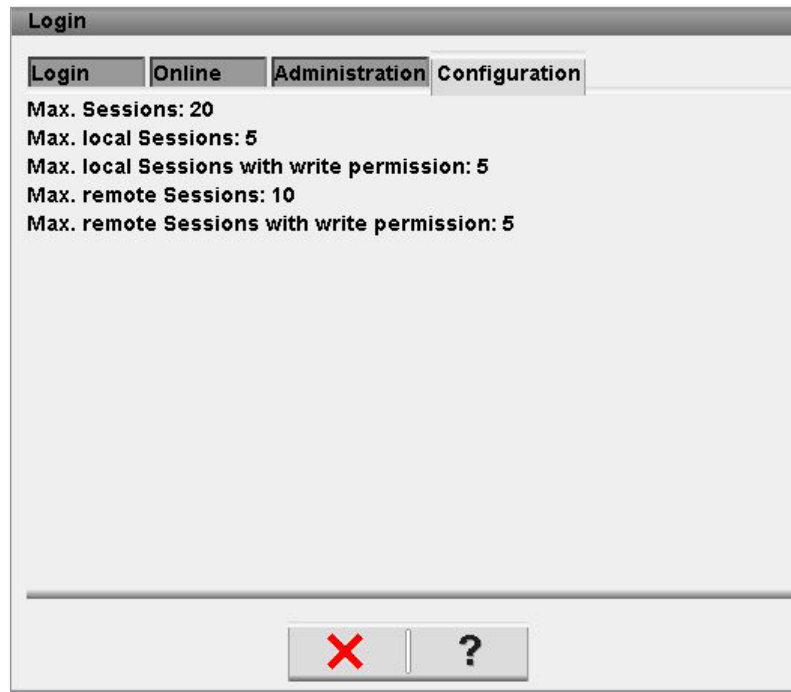 Login
Login Online Administration Configuration
Max. Sessions: 20
Max. local Sessions: 5
Max. local Sessions with write permission: 5
Max. remote Sessions: 10
Max. remote Sessions with write permission: 5
?